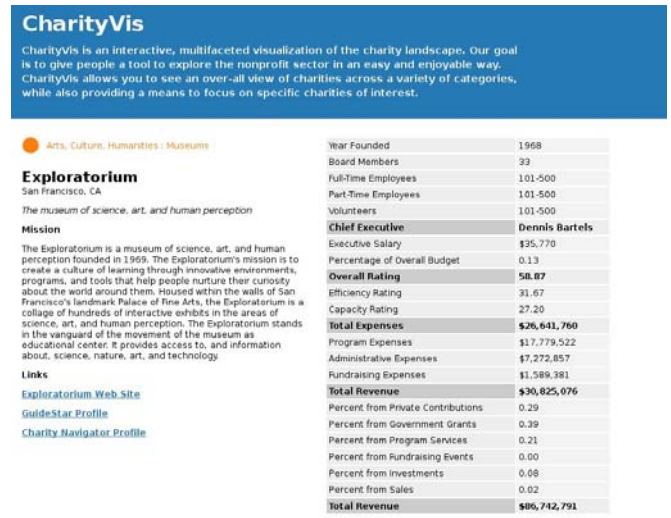 CharityVis
CharityVis is an interactive, multifaceted visualization of the charity landscape. Our goal
is to give people a tool to explore the nonprofit sector in an easy and enjoyable way.
CharityVis allows you to see an over-all view of charities across a variety of categories,
while also providing a means to focus on specific charities of interest.
Arts, Culture, Humanities : Museums
Exploratorium
San Francisco, CA
The museum of science, art, and human perception
Mission
The Exploratorium is a museum of science, art, and human
perception founded in 1969. The Exploratorium's mission is to
create a culture of learning through innovative environments,
programs, and tools that help people nurture their curiosity
about the world around them. Housed within the walls of San
Francisco's landmark Palace of Fine Arts, the Exploratorium is a
collage of hundreds of interactive exhibits in the areas of
science, art, and human perception. The Exploratorium stands
in the vanguard of the movement of the museum as
educational center. It provides access to, and information
about, science, nature, art, and technology.
Links
Exploratorium Web Site
GuideStar Profile
Charity Navigator Profile
Year Founded 1968
Board Members 33
Full-Time Employees 101-500
Part-Time Employees 101-500
Volunteers 101-500
Chief Executive Dennis Bartels
Executive Salary $35,770
Percentage of Overall Budget 0.13
Overall Rating 58.87
Efficiency Rating 31.67
Capacity Rating 27.20
Total Expenses $26,641,760
Program Expenses $17,779,522
Administrative Expenses $7,272,857
Fundraising Expenses $1,589,381
Total Revenue $30,825,076
Percent from Private Contributions 0.29
Percent from Government Grants 0.39
Percent from Program Services 0.21
Percent from Fundraising Events 0.00
Percent from Investments 0.08
Percent from Sales 0.02
Total Revenue $86,742,791